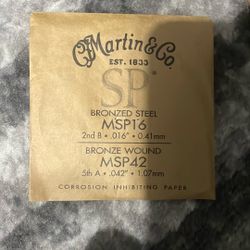 C.F. Martin & Co.
EST. 1833
SP
BRONZED STEEL
MSP16
2nd B • .016" • 0.41mm
BRONZE WOUND
MSP42
5th A • .042" • 1.07mm
CORROSION INHIBITING PAPER